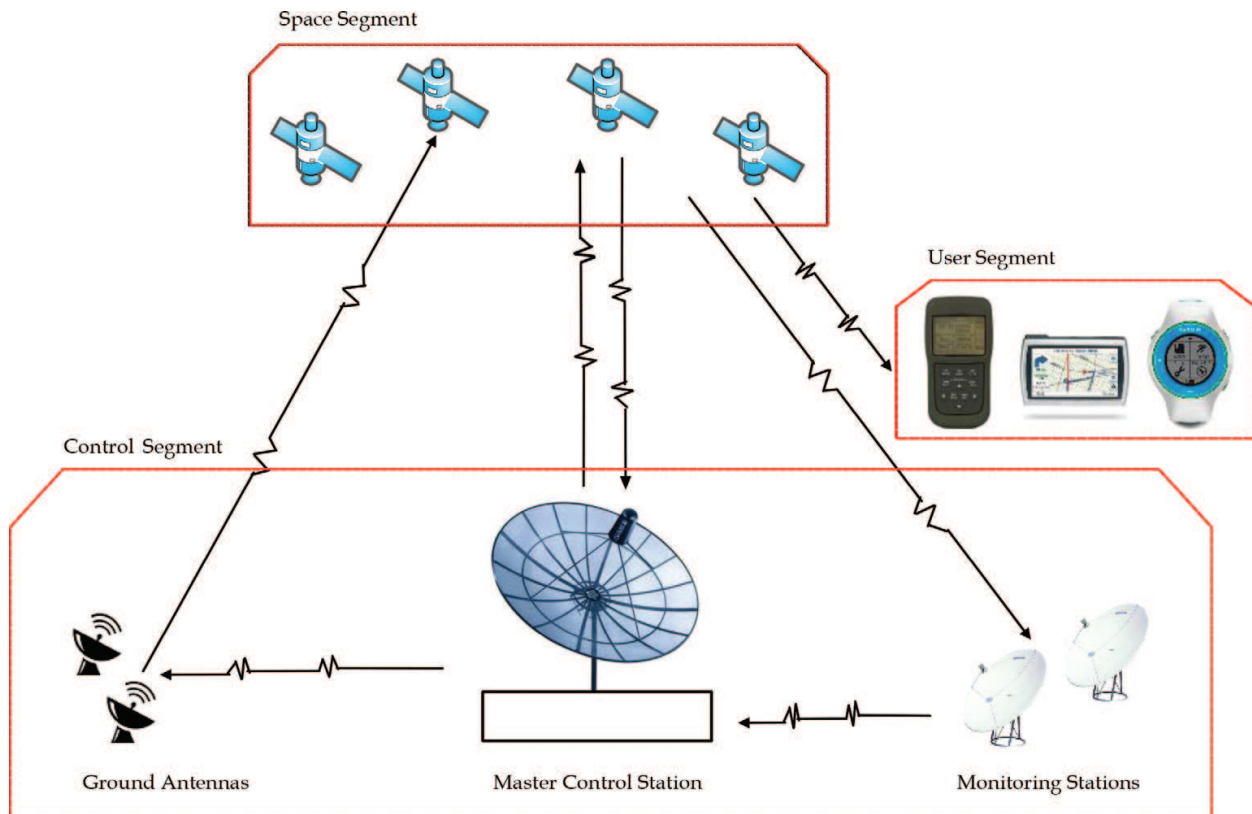 Space Segment
User Segment
Control Segment
Ground Antennas
Master Control Station
Monitoring Stations